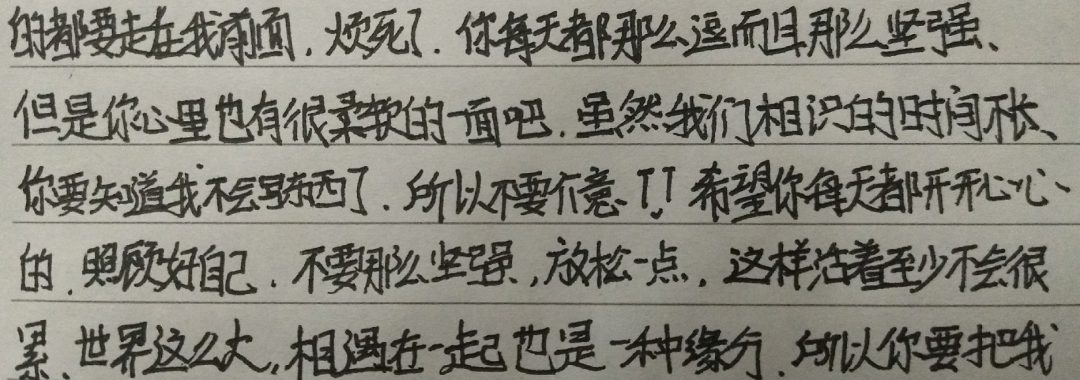 的都要走在我前面.烦死了.你每天都那么逗而且那么坚强、
但是你心里也有很柔软的一面吧.虽然我们相识的时间不长、
你要知道我不会写东西了.所以不要介意!!希望你每天都开开心心
的.照顾好自己.不要那么坚强,放松一点.这样活着至少不会很
累.世界这么大,相遇在一起也是一种缘分.所以你要把我